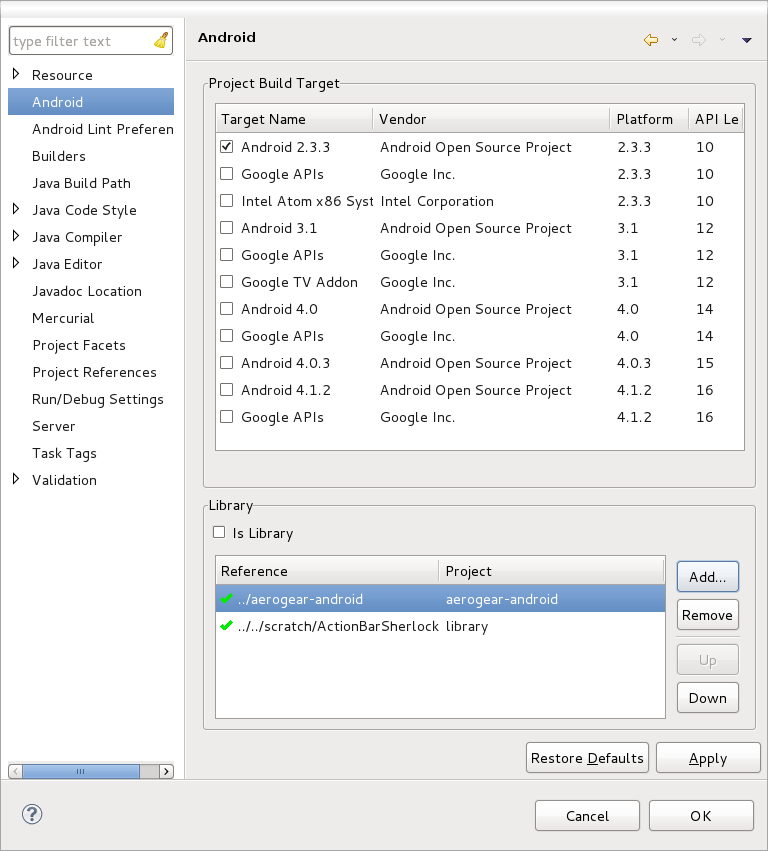 type filter text
Resource
Android
Android Lint Preferen
Builders
Java Build Path
Java Code Style
Java Compiler
Java Editor
Javadoc Location
Mercurial
Project Facets
Project References
Run/Debug Settings
Server
Task Tags
Validation
Android
Project Build Target
Target Name Vendor Platform API Le
Android 2.3.3 Android Open Source Project 2.3.3 10
Google APIs Google Inc. 2.3.3 10
Intel Atom x86 Syst Intel Corporation 2.3.3 10
Android 3.1 Android Open Source Project 3.1 12
Google APIs Google Inc. 3.1 12
Google TV Addon Google Inc. 3.1 12
Android 4.0 Android Open Source Project 4.0 14
Google APIs Google Inc. 4.0 14
Android 4.0.3 Android Open Source Project 4.0.3 15
Android 4.1.2 Android Open Source Project 4.1.2 16
Google APIs Google Inc. 4.1.2 16
Library
Is Library
Reference Project
../aerogear-android aerogear-android
../../scratch/ActionBarSherlock library
Add...
Remove
Up
Down
Restore Defaults Apply
? Cancel OK